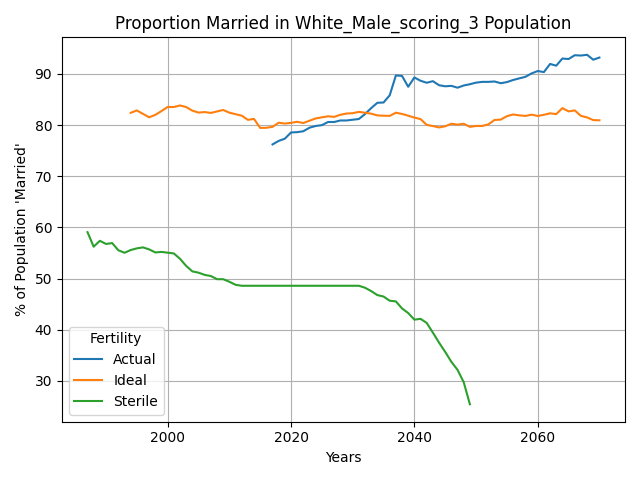 Proportion Married in White_Male_scoring_3 Population
% of Population 'Married'
90
80
70
60
50
40
30
Fertility
Actual
Ideal
Sterile
2000
2020
2040
2060
Years